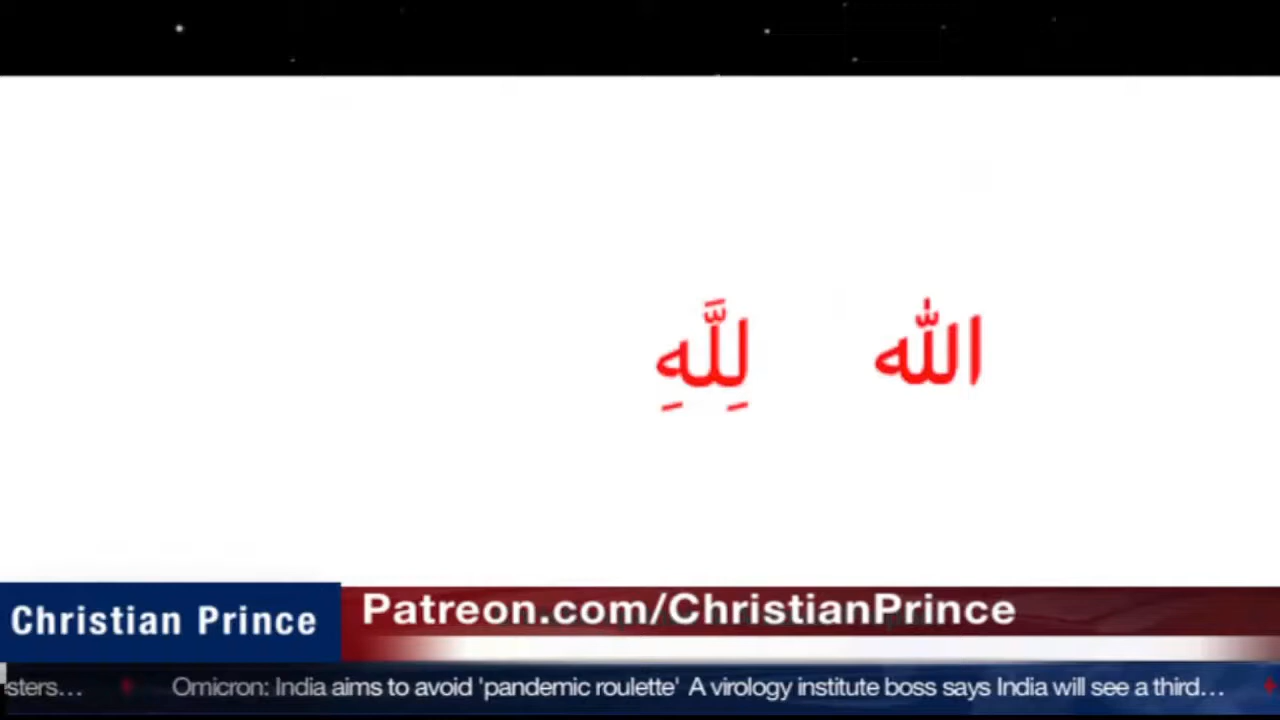 الله لِلَّهِ
Christian Prince
Patreon.com/ChristianPrince
sters... Omicron: India aims to avoid 'pandemic roulette' A virology institute boss says India will see a third...